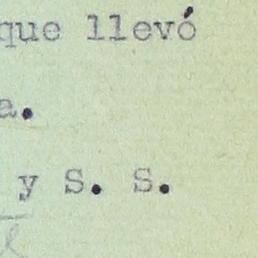 que llevó
a.
y S. S.